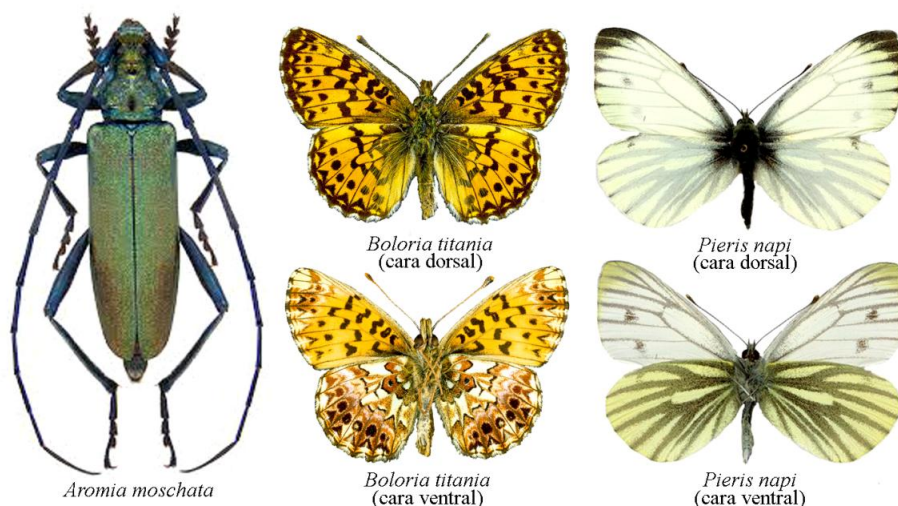 Boloria titania
(cara dorsal)
Pieris napi
(cara dorsal)
Aromia moschata
Boloria titania
(cara ventral)
Pieris napi
(cara ventral)